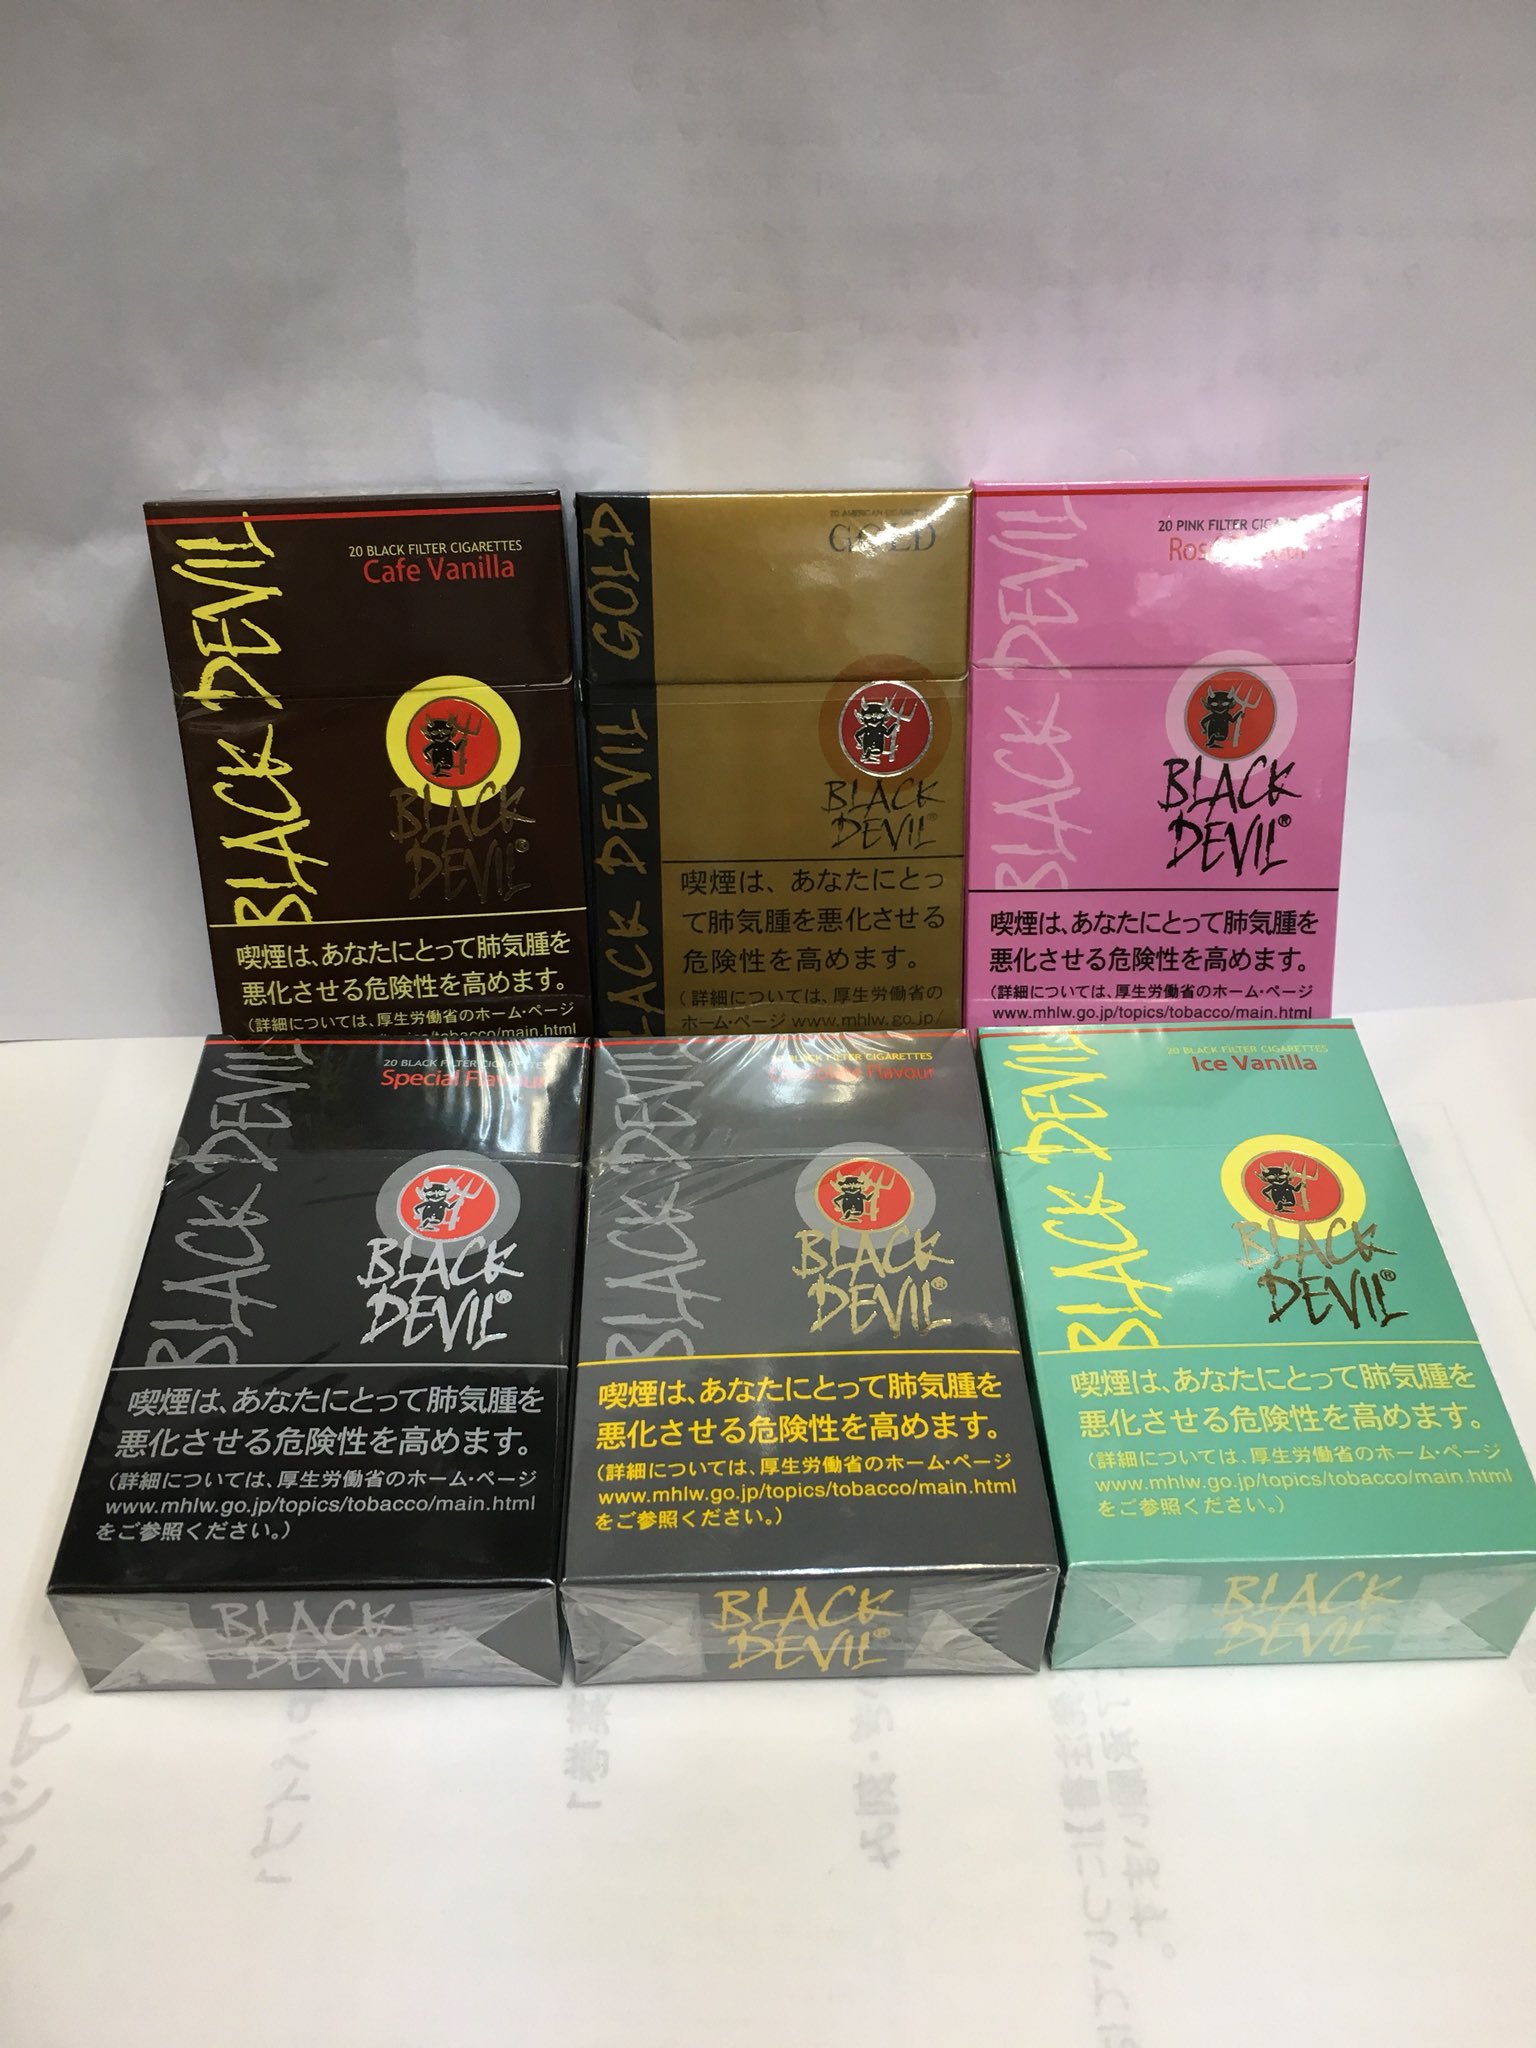 BLACK DEVIL
20 BLACK FILTER CIGARETTES
Cafe Vanilla
BLACK
DEVIL®
喫煙は、あなたにとって肺気腫を
悪化させる危険性を高めます。
(詳細については、厚生労働省のホーム・ページ
BLACK DEVIL GOLD
20 AMERICAN CIGARETTES
GOLD
BLACK
DEVIL®
喫煙は、あなたにとっ
て肺気腫を悪化させる
危険性を高めます。
(詳細については、厚生労働省の
ホーム・ページ www.mhlw.go.jp/
BLACK DEVIL
20 PINK FILTER
BLACK
DEVIL®
喫煙は、あなたにとって肺気腫を
悪化させる危険性を高めます。
(詳細については、厚生労働省のホーム・ページ
www.mhlw.go.jp/topics/tobacco/main.html
BLACK DEVIL
20 BLACK FILTER CIGARETTES
Special Flavour
BLACK
DEVIL®
喫煙は、あなたにとって肺気腫を
悪化させる危険性を高めます。
(詳細については、厚生労働省のホーム・ページ
www.mhlw.go.jp/topics/tobacco/main.html
をご参照ください。)
BLACK
DEVIL
BLACK DEVIL
20 BLACK FILTER CIGARETTES
Chocolate Flavour
BLACK
DEVIL®
喫煙は、あなたにとって肺気腫を
悪化させる危険性を高めます。
(詳細については、厚生労働省のホーム・ページ
www.mhlw.go.jp/topics/tobacco/main.html
をご参照ください。)
BLACK
DEVIL®
BLACK DEVIL
20 BLACK FILTER CIGARETTES
Ice Vanilla
BLACK
DEVIL®
喫煙は、あなたにとって肺気腫を
悪化させる危険性を高めます。
(詳細については、厚生労働省のホーム・ページ
www.mhlw.go.jp/topics/tobacco/main.html
をご参照ください。)
BLACK
DEVIL